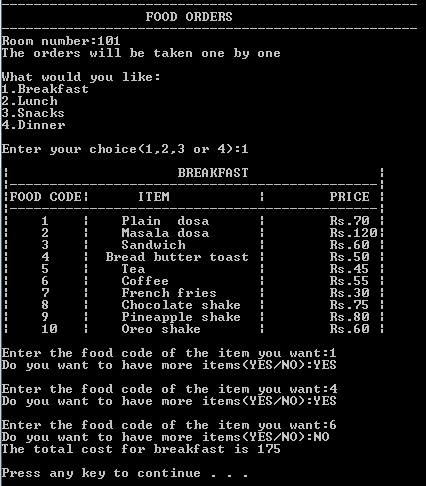 FOOD ORDERS
Room number:101
The orders will be taken one by one
What would you like:
1.Breakfast
2.Lunch
3.Snacks
4.Dinner
Enter your choice(1,2,3 or 4):1
BREAKFAST
FOOD CODE ITEM PRICE
1 Plain dosa Rs.70
2 Masala dosa Rs.120
3 Sandwich Rs.60
4 Bread butter toast Rs.50
5 Tea Rs.45
6 Coffee Rs.55
7 French fries Rs.30
8 Chocolate shake Rs.75
9 Pineapple shake Rs.80
10 Oreo shake Rs.60
Enter the food code of the item you want:1
Do you want to have more items(YES/NO):YES
Enter the food code of the item you want:4
Do you want to have more items(YES/NO):YES
Enter the food code of the item you want:6
Do you want to have more items(YES/NO):NO
The total cost for breakfast is 175
Press any key to continue . . .